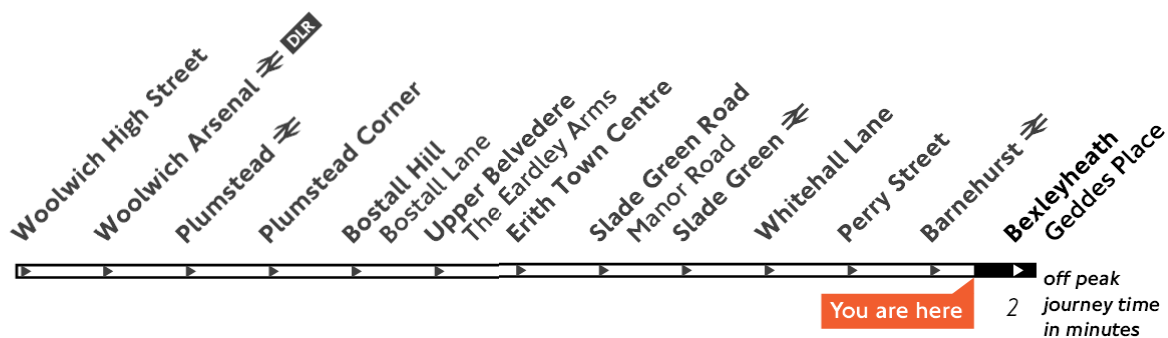 Woolwich High Street
Woolwich Arsenal DLR
Plumstead
Plumstead Corner
Bostall Hill
Bostall Lane
Upper Belvedere
The Eardley Arms
Erith Town Centre
Slade Green Road
Manor Road
Slade Green
Whitehall Lane
Perry Street
Barnehurst
Bexleyheath
Geddes Place
You are here
2
off peak
journey time
in minutes